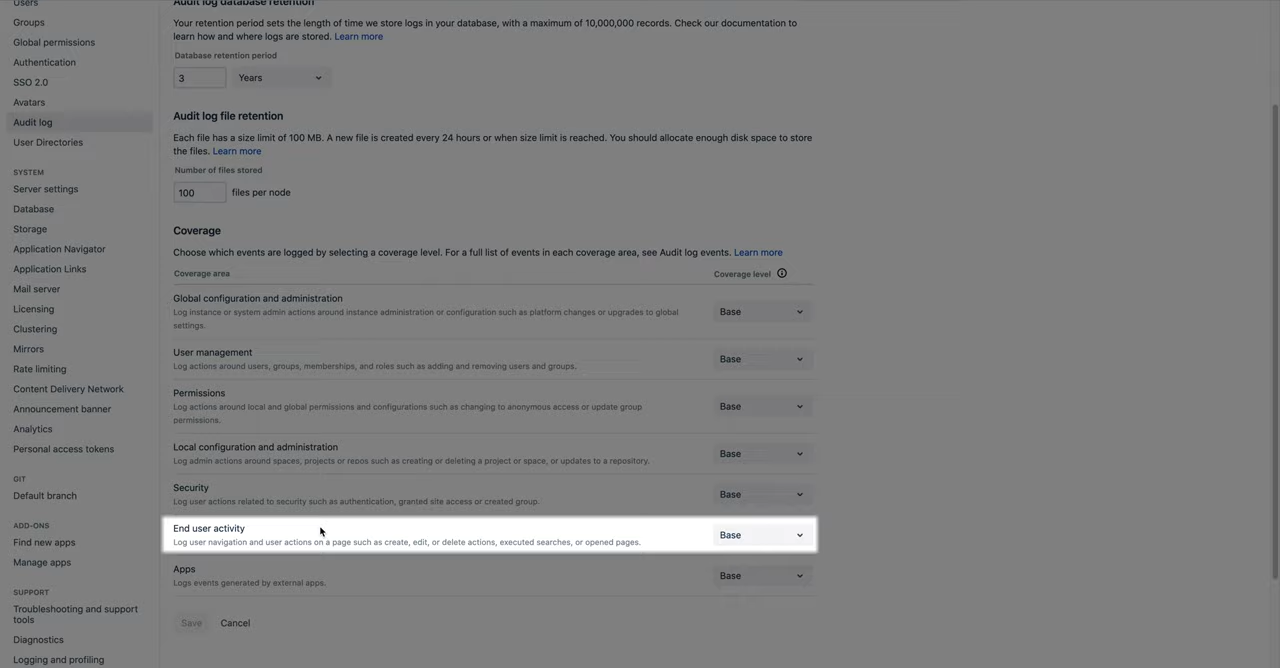 Users
Groups
Global permissions
Authentication
SSO 2.0
Avatars
Audit log
User Directories
SYSTEM
Server settings
Database
Storage
Application Navigator
Application Links
Mail server
Licensing
Clustering
Mirrors
Rate limiting
Content Delivery Network
Announcement banner
Analytics
Personal access tokens
GIT
Default branch
ADD-ONS
Find new apps
Manage apps
SUPPORT
Troubleshooting and support
tools
Diagnostics
Logging and profiling
Audit log database retention
Your retention period sets the length of time we store logs in your database, with a maximum of 10,000,000 records. Check our documentation to
learn how and where logs are stored. Learn more
Database retention period
3 Years
Audit log file retention
Each file has a size limit of 100 MB. A new file is created every 24 hours or when size limit is reached. You should allocate enough disk space to store
the files. Learn more
Number of files stored
100 files per node
Coverage
Choose which events are logged by selecting a coverage level. For a full list of events in each coverage area, see Audit log events. Learn more
Coverage area Coverage level
Global configuration and administration
Log instance or system admin actions around instance administration or configuration such as platform changes or upgrades to global
settings.
Base
User management
Log actions around users, groups, memberships, and roles such as adding and removing users and groups.
Base
Permissions
Log actions around local and global permissions and configurations such as changing to anonymous access or update group
permissions.
Base
Local configuration and administration
Log admin actions around spaces, projects or repos such as creating or deleting a project or space, or updates to a repository.
Base
Security
Log user actions related to security such as authentication, granted site access or created group.
Base
End user activity
Log user navigation and user actions on a page such as create, edit, or delete actions, executed searches, or opened pages.
Base
Apps
Logs events generated by external apps.
Base
Save Cancel